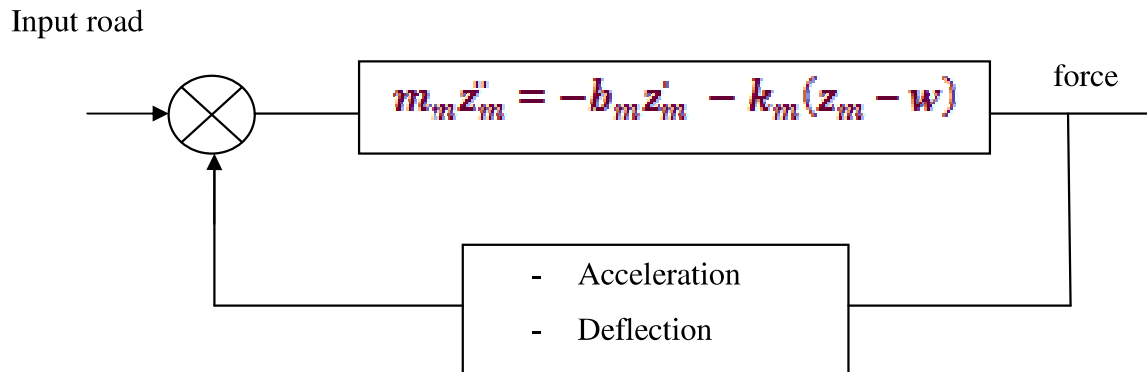 Input road
force
m_m z̈_m = −b_m ż_m − k_m(z_m − w)
- Acceleration
- Deflection